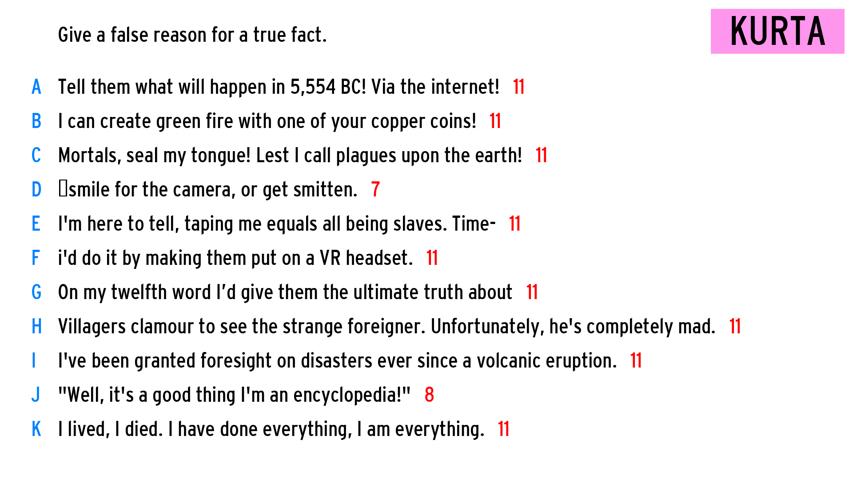 Give a false reason for a true fact.
KURTA
A Tell them what will happen in 5,554 BC! Via the internet! 11
B I can create green fire with one of your copper coins! 11
C Mortals, seal my tongue! Lest I call plagues upon the earth! 11
D smile for the camera, or get smitten. 7
E I'm here to tell, taping me equals all being slaves. Time- 11
F i'd do it by making them put on a VR headset. 11
G On my twelfth word I’d give them the ultimate truth about 11
H Villagers clamour to see the strange foreigner. Unfortunately, he's completely mad. 11
I I've been granted foresight on disasters ever since a volcanic eruption. 11
J "Well, it's a good thing I'm an encyclopedia!" 8
K I lived, I died. I have done everything, I am everything. 11